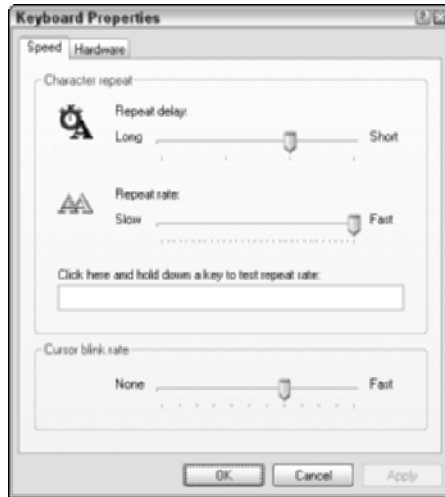 Keyboard Properties
Speed Hardware
Character repeat
Repeat delay:
Long Short
Repeat rate:
Slow Fast
Click here and hold down a key to test repeat rate:
Cursor blink rate
None Fast
OK Cancel Apply